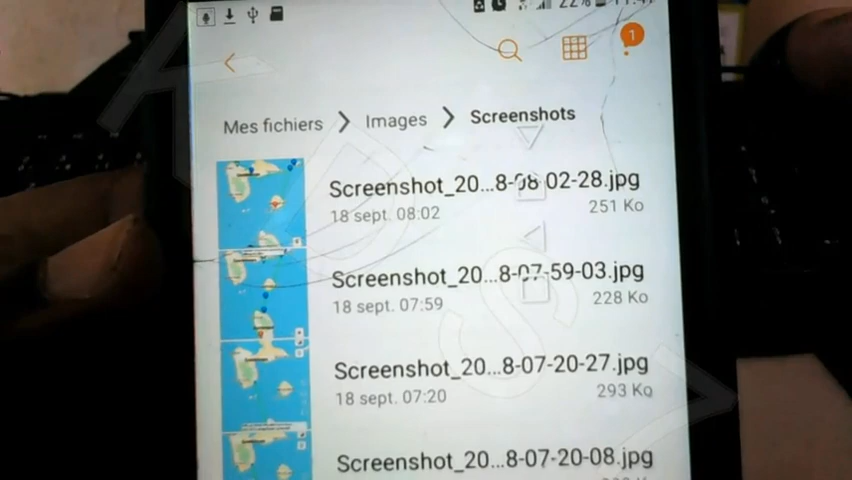 22%
1
Mes fichiers > Images > Screenshots
Screenshot_20...8-08-02-28.jpg
18 sept. 08:02 251 Ko
Screenshot_20...8-07-59-03.jpg
18 sept. 07:59 228 Ko
Screenshot_20...8-07-20-27.jpg
18 sept. 07:20 293 Ko
Screenshot_20...8-07-20-08.jpg